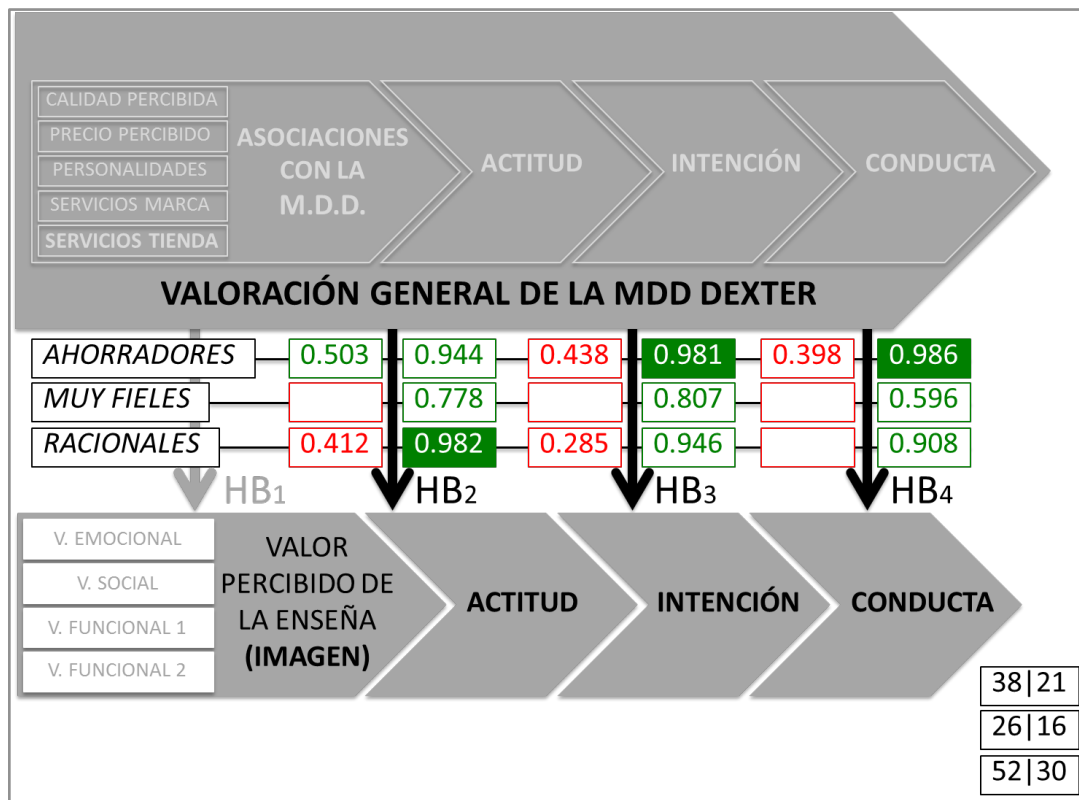 CALIDAD PERCIBIDA
PRECIO PERCIBIDO
PERSONALIDADES
SERVICIOS MARCA
SERVICIOS TIENDA
ASOCIACIONES
CON LA
M.D.D.
ACTITUD
INTENCIÓN
CONDUCTA
VALORACIÓN GENERAL DE LA MDD DEXTER
AHORRADORES 0.503 0.944 0.438 0.981 0.398 0.986
MUY FIELES 0.778 0.807 0.596
RACIONALES 0.412 0.982 0.285 0.946 0.908
HB1 HB2 HB3 HB4
V. EMOCIONAL
V. SOCIAL
V. FUNCIONAL 1
V. FUNCIONAL 2
VALOR
PERCIBIDO DE
LA ENSEÑA
(IMAGEN)
ACTITUD
INTENCIÓN
CONDUCTA
38|21
26|16
52|30